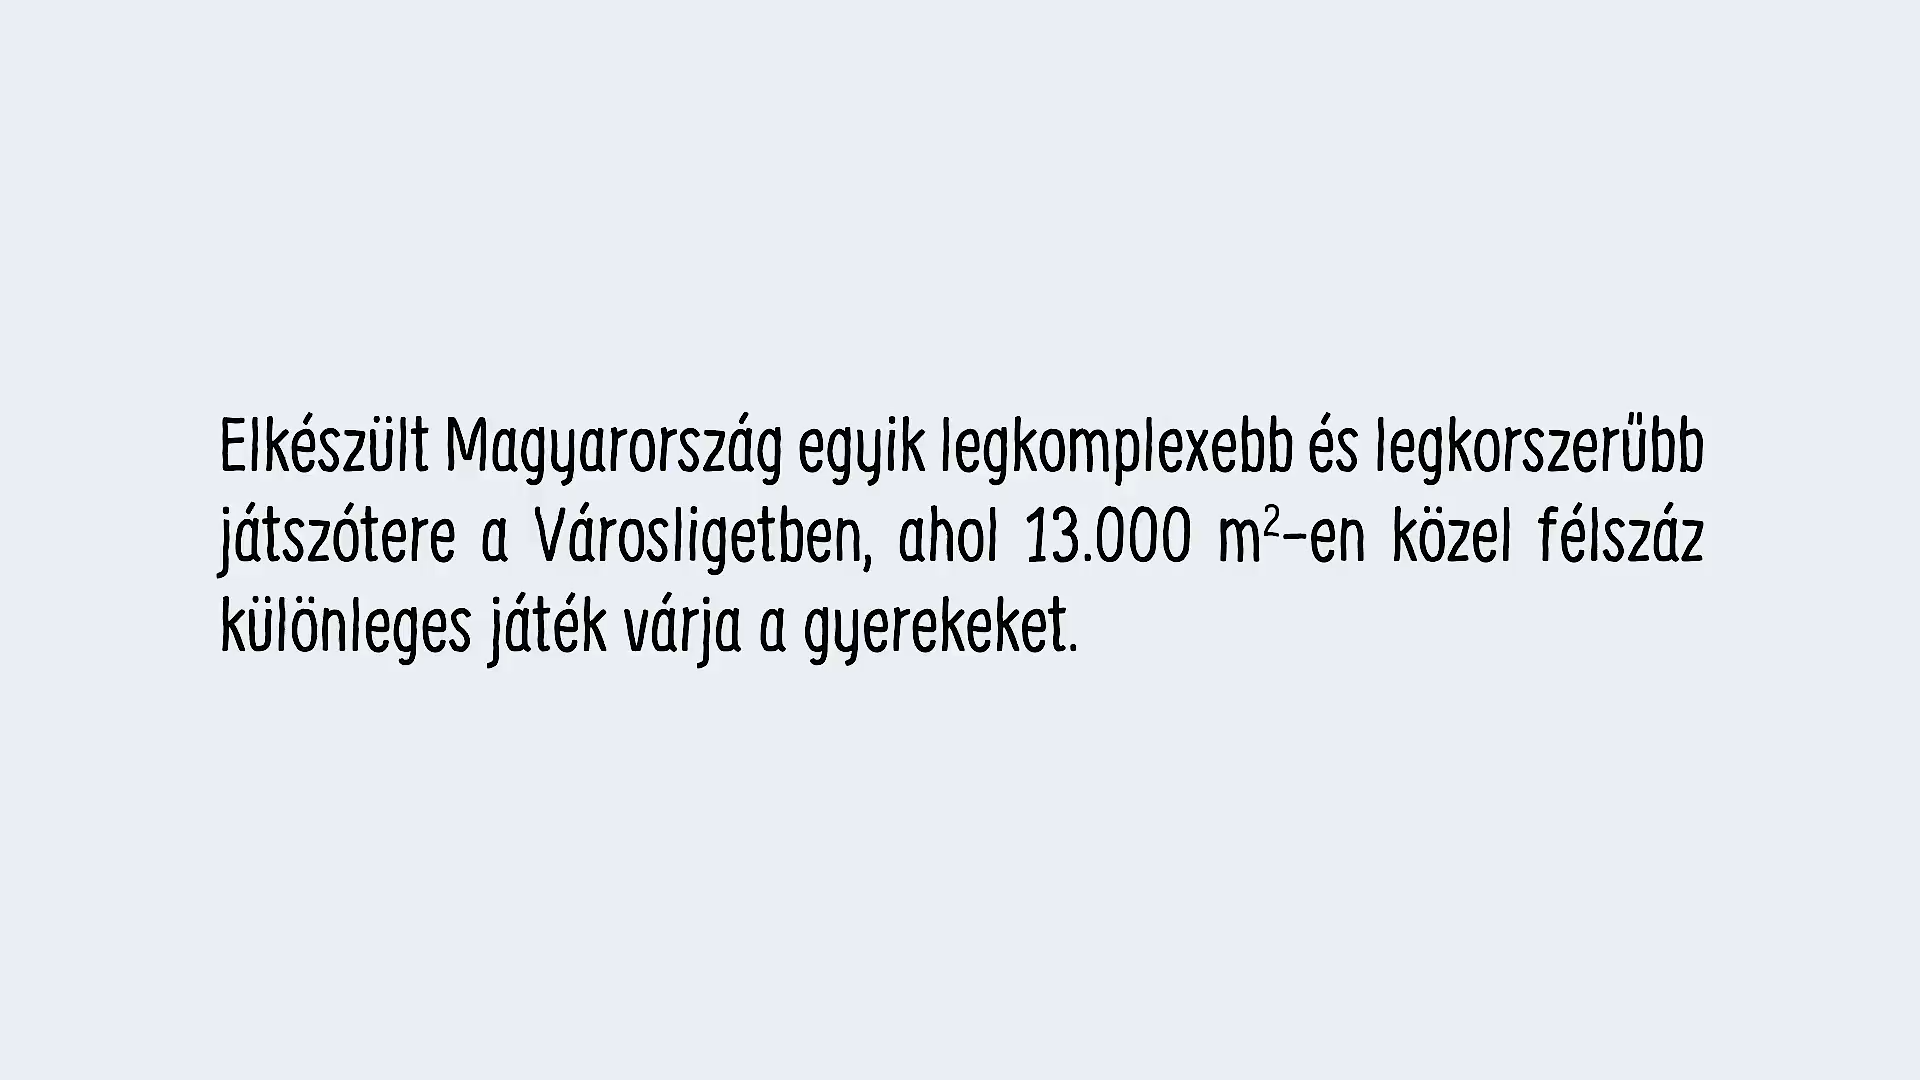 Elkészült Magyarország egyik legkomplexebb és legkorszerűbb
játszótere a Városligetben, ahol 13.000 m²-en közel félszáz
különleges játék várja a gyerekeket.